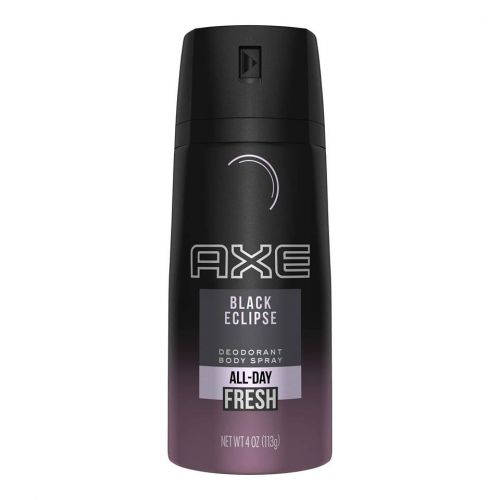 AXE
BLACK
ECLIPSE
DEODORANT
BODY SPRAY
ALL-DAY
FRESH
NET WT 4 OZ (113g)